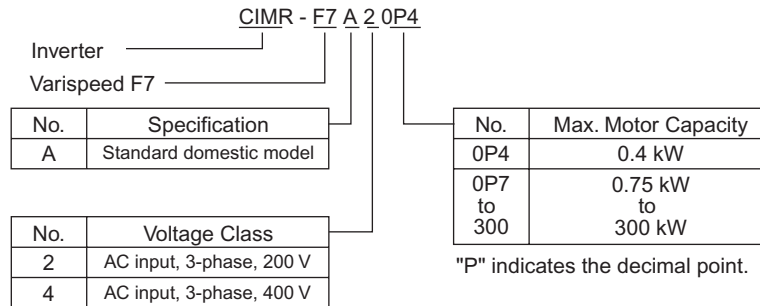 CIMR - F7 A 2 0P4
Inverter
Varispeed F7
No. Specification
A Standard domestic model
No. Voltage Class
2 AC input, 3-phase, 200 V
4 AC input, 3-phase, 400 V
No. Max. Motor Capacity
0P4 0.4 kW
0P7 0.75 kW
to to
300 300 kW
"P" indicates the decimal point.